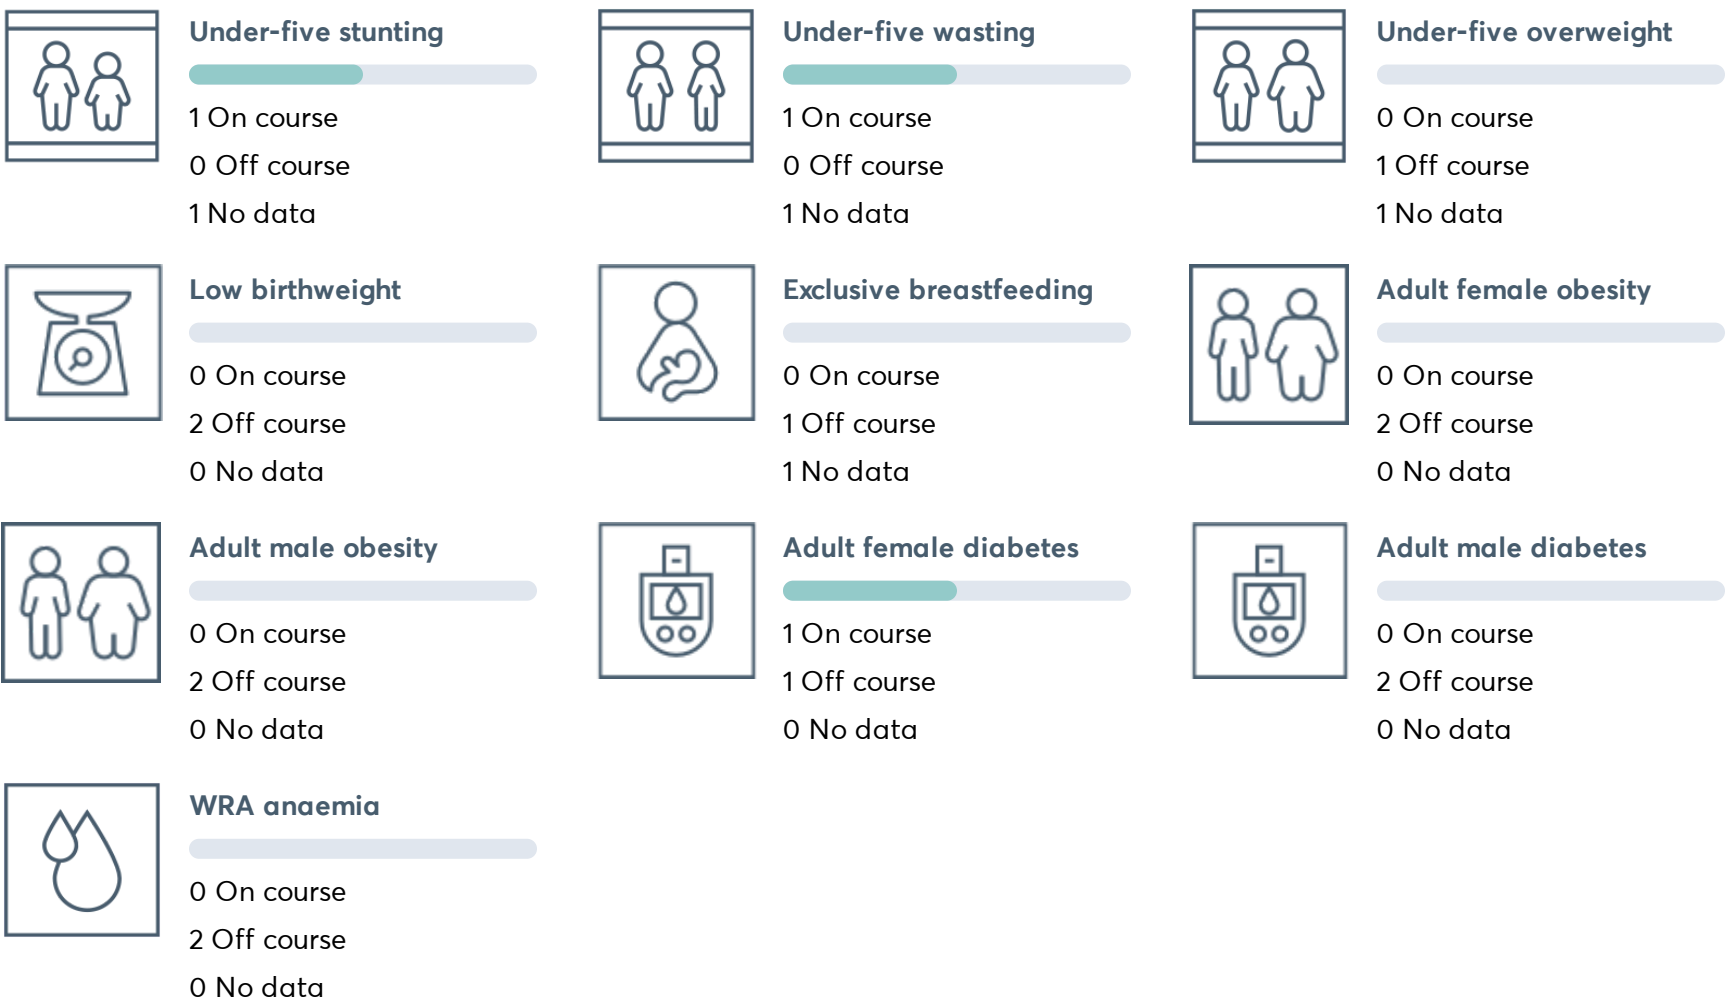 Under-five stunting
1 On course
0 Off course
1 No data
Under-five wasting
1 On course
0 Off course
1 No data
Under-five overweight
0 On course
1 Off course
1 No data
Low birthweight
0 On course
2 Off course
0 No data
Exclusive breastfeeding
0 On course
1 Off course
1 No data
Adult female obesity
0 On course
2 Off course
0 No data
Adult male obesity
0 On course
2 Off course
0 No data
Adult female diabetes
1 On course
1 Off course
0 No data
Adult male diabetes
0 On course
2 Off course
0 No data
WRA anaemia
0 On course
2 Off course
0 No data